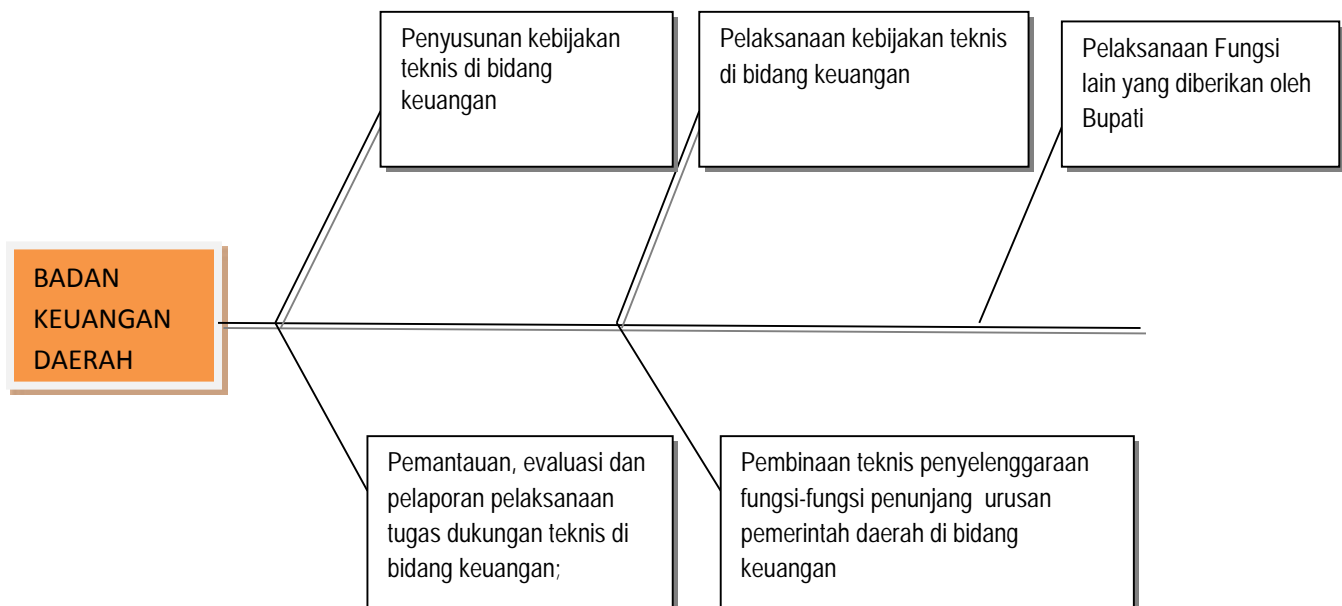 Penyusunan kebijakan
teknis di bidang
keuangan
Pelaksanaan kebijakan teknis
di bidang keuangan
Pelaksanaan Fungsi
lain yang diberikan oleh
Bupati
BADAN
KEUANGAN
DAERAH
Pemantauan, evaluasi dan
pelaporan pelaksanaan
tugas dukungan teknis di
bidang keuangan;
Pembinaan teknis penyelenggaraan
fungsi-fungsi penunjang urusan
pemerintah daerah di bidang
keuangan